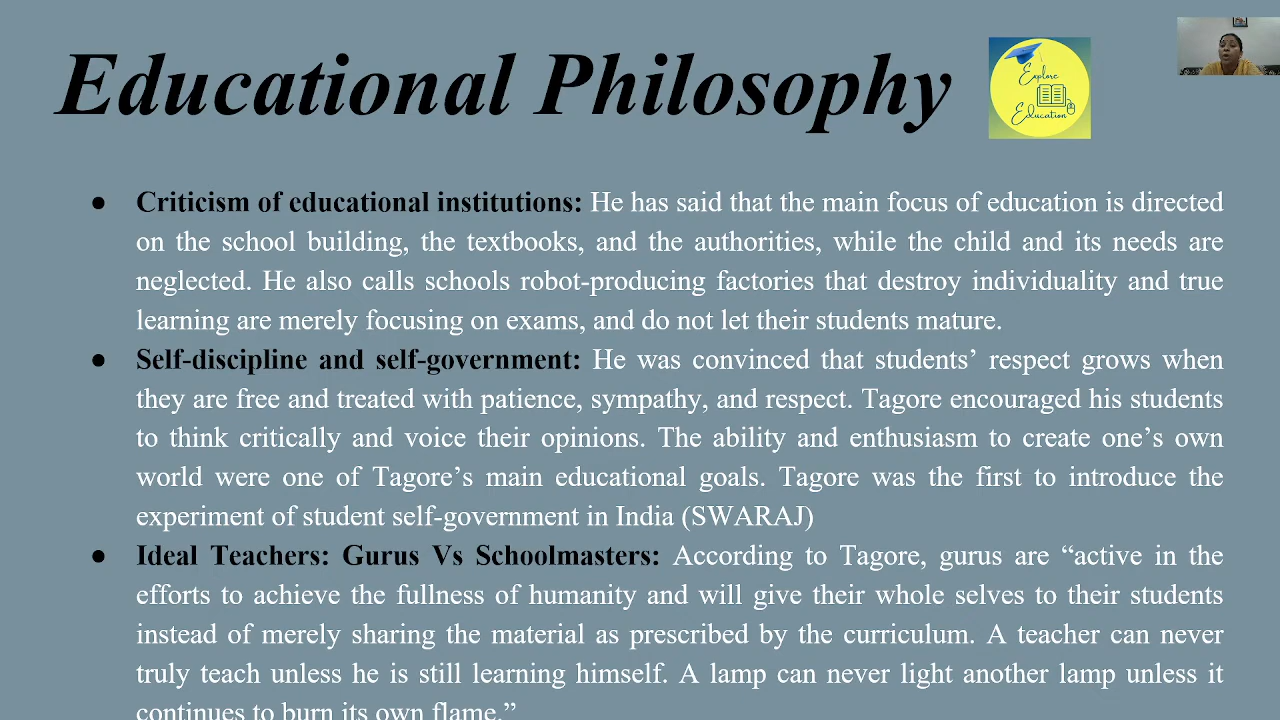 Educational Philosophy
Explore
Education
● Criticism of educational institutions: He has said that the main focus of education is directed
on the school building, the textbooks, and the authorities, while the child and its needs are
neglected. He also calls schools robot-producing factories that destroy individuality and true
learning are merely focusing on exams, and do not let their students mature.
● Self-discipline and self-government: He was convinced that students’ respect grows when
they are free and treated with patience, sympathy, and respect. Tagore encouraged his students
to think critically and voice their opinions. The ability and enthusiasm to create one’s own
world were one of Tagore’s main educational goals. Tagore was the first to introduce the
experiment of student self-government in India (SWARAJ)
● Ideal Teachers: Gurus Vs Schoolmasters: According to Tagore, gurus are “active in the
efforts to achieve the fullness of humanity and will give their whole selves to their students
instead of merely sharing the material as prescribed by the curriculum. A teacher can never
truly teach unless he is still learning himself. A lamp can never light another lamp unless it
continues to burn its own flame.”